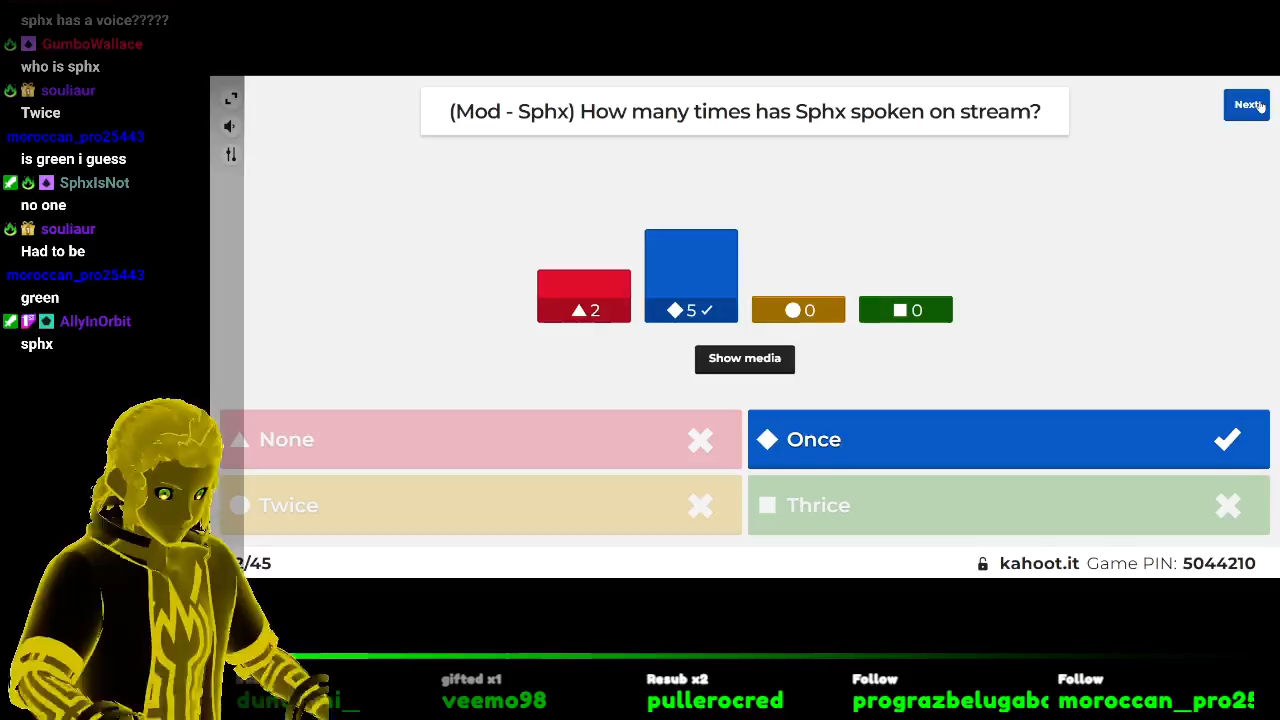 sphx has a voice?????
GumboWallace
who is sphx
souliaur
Twice
moroccan_pro25443
is green i guess
SphxIsNot
no one
souliaur
Had to be
moroccan_pro25443
green
AllyInOrbit
sphx
(Mod - Sphx) How many times has Sphx spoken on stream?
Next
2
5
0
0
Show media
None
Once
Twice
Thrice
/45
kahoot.it Game PIN: 5044210
gifted x1
veemo98
Resub x2
pullerocred
Follow
prograzbelugab
Follow
moroccan_pro25